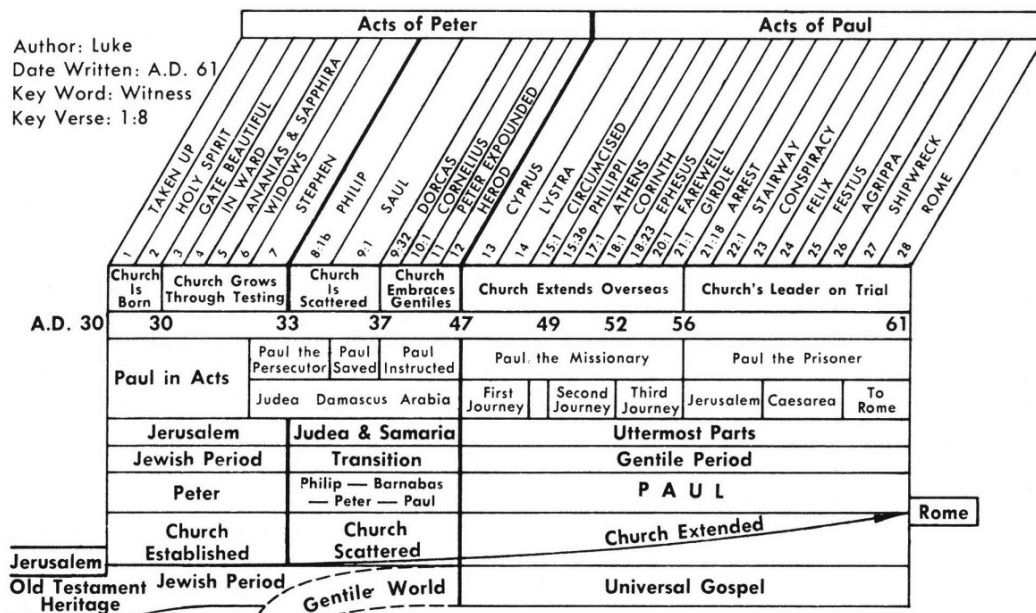 Acts of Peter
Acts of Paul
Author: Luke
Date Written: A.D. 61
Key Word: Witness
Key Verse: 1:8
TAKEN UP
HOLY SPIRIT
GATE BEAUTIFUL
IN WARD
ANANIAS & SAPPHIRA
WIDOWS
STEPHEN
PHILIP
SAUL
DORCAS
CORNELIUS
PETER EXPOUNDED
HEROD
CYPRUS
LYSTRA
CIRCUMCISED
PHILIPPI
ATHENS
CORINTH
EPHESUS
FAREWELL
GIRDLE
ARREST
STAIRWAY
CONSPIRACY
FELIX
FESTUS
AGRIPPA
SHIPWRECK
ROME
1 2 3 4 5 6 7 8:1b 9:1 9:32 10:1 11 12 13 14 15:1 15:36 17:1 18:1 18:23 20:1 21:1 21:18 22:1 23 24 25 26 27 28
Church Is Born
Church Grows Through Testing
Church Is Scattered
Church Embraces Gentiles
Church Extends Overseas
Church's Leader on Trial
A.D. 30 30 33 37 47 49 52 56 61
Paul in Acts
Paul the Persecutor
Paul Saved
Paul Instructed
Paul the Missionary
Paul the Prisoner
Judea Damascus Arabia
First Journey
Second Journey
Third Journey
Jerusalem
Caesarea
To Rome
Jerusalem
Judea & Samaria
Uttermost Parts
Jewish Period
Transition
Gentile Period
Peter
Philip — Barnabas
— Peter — Paul
PAUL
Church Established
Church Scattered
Church Extended
Rome
Jerusalem
Old Testament Heritage
Jewish Period
Gentile World
Universal Gospel